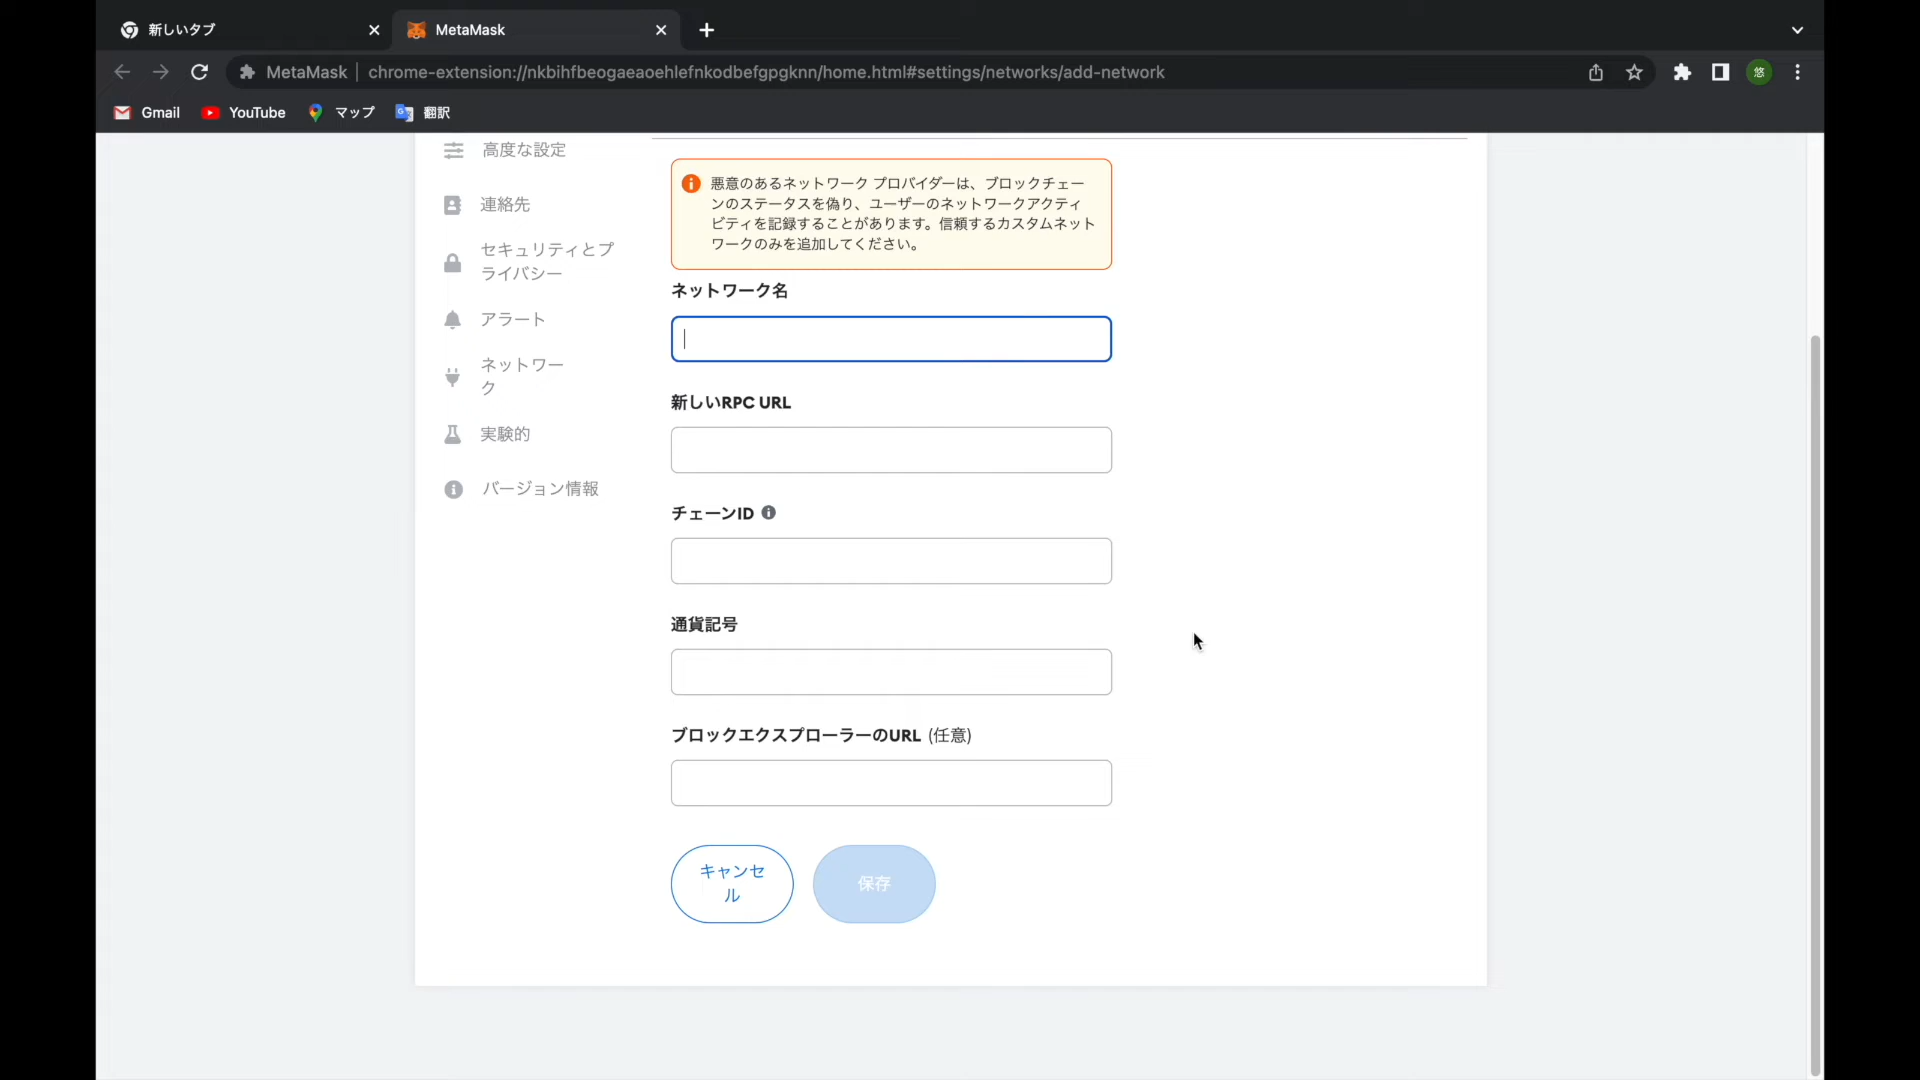 新しいタブ
MetaMask
MetaMask
chrome-extension://nkbihfbeogaeaoehlefnkodbefgpgknn/home.html#settings/networks/add-network
悠
Gmail
YouTube
マップ
翻訳
高度な設定
連絡先
セキュリティとプ
ライバシー
アラート
ネットワー
ク
実験的
バージョン情報
悪意のあるネットワーク プロバイダーは、ブロックチェー
ンのステータスを偽り、ユーザーのネットワークアクティ
ビティを記録することがあります。信頼するカスタムネット
ワークのみを追加してください。
ネットワーク名
新しいRPC URL
チェーンID
通貨記号
ブロックエクスプローラーのURL (任意)
キャンセ
ル
保存